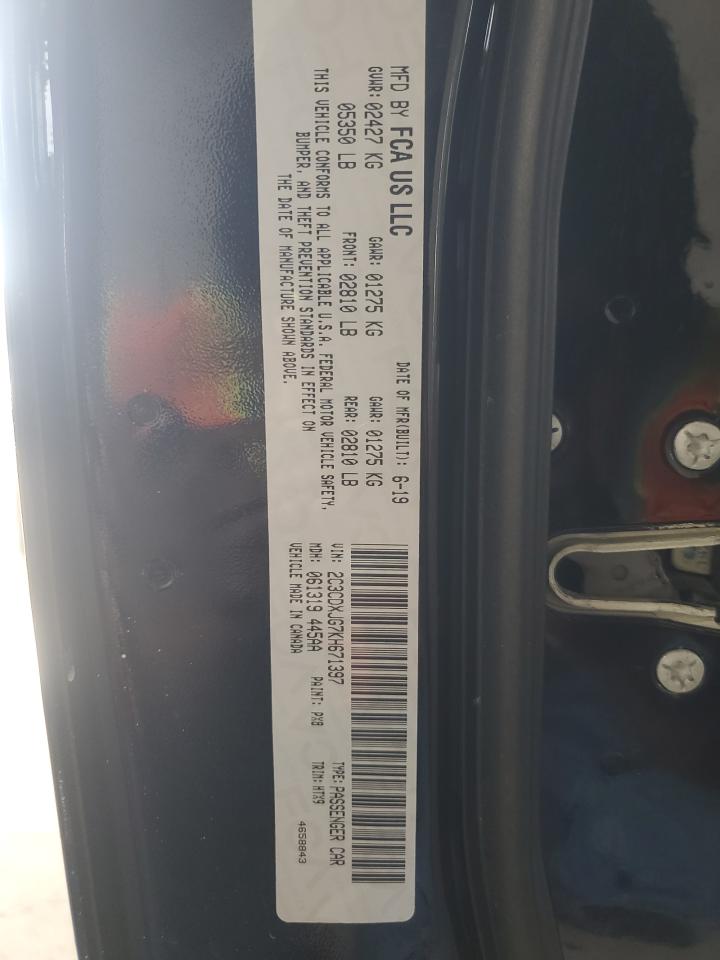 MFD BY FCA US LLC
DATE OF MFR(BUILT): 6-19
GVWR: 02427 KG
GAWR: 01275 KG
GAWR: 01275 KG
05350 LB
FRONT: 02810 LB
REAR: 02810 LB
THIS VEHICLE CONFORMS TO ALL APPLICABLE U.S.A. FEDERAL MOTOR VEHICLE SAFETY,
BUMPER, AND THEFT PREVENTION STANDARDS IN EFFECT ON
THE DATE OF MANUFACTURE SHOWN ABOVE.
VIN: 2C3CDXJG7KH671397
TYPE: PASSENGER CAR
MDH: 061319 445AA
PAINT: PX8
TRIM: HTX9
VEHICLE MADE IN CANADA
4658843